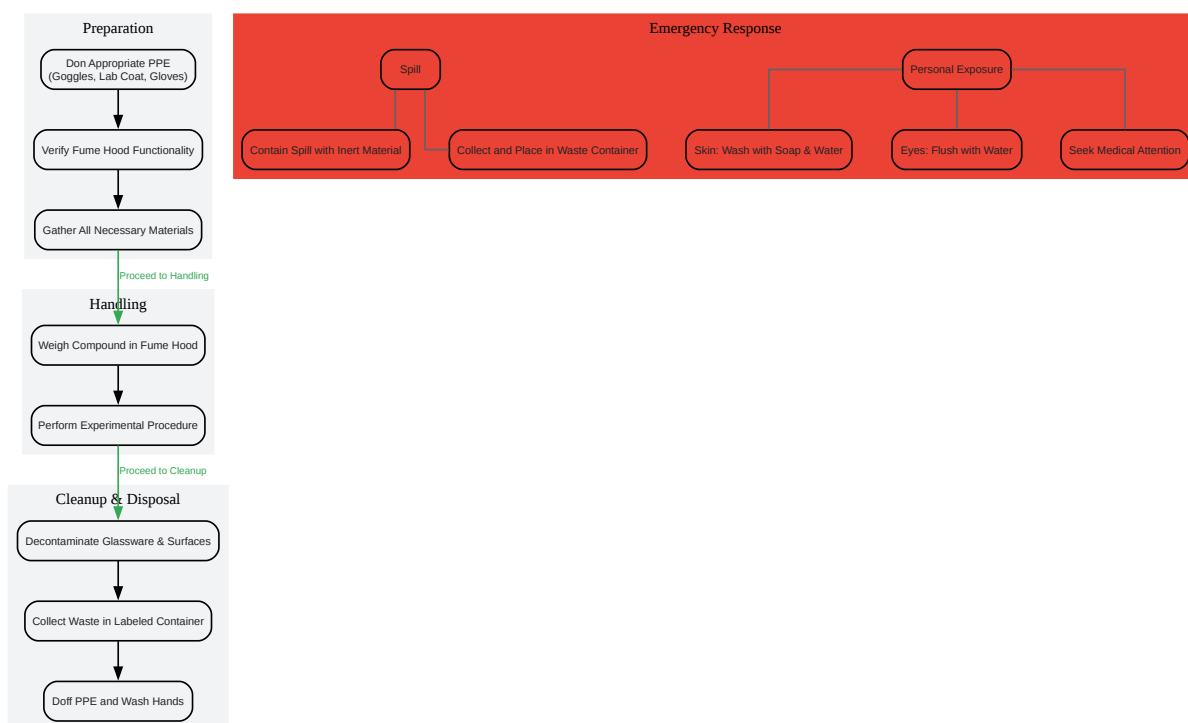 Preparation
Don Appropriate PPE
(Goggles, Lab Coat, Gloves)
Verify Fume Hood Functionality
Gather All Necessary Materials
Proceed to Handling
Handling
Weigh Compound in Fume Hood
Perform Experimental Procedure
Proceed to Cleanup
Cleanup & Disposal
Decontaminate Glassware & Surfaces
Collect Waste in Labeled Container
Doff PPE and Wash Hands
Emergency Response
Spill
Contain Spill with Inert Material
Collect and Place in Waste Container
Personal Exposure
Skin: Wash with Soap & Water
Eyes: Flush with Water
Seek Medical Attention